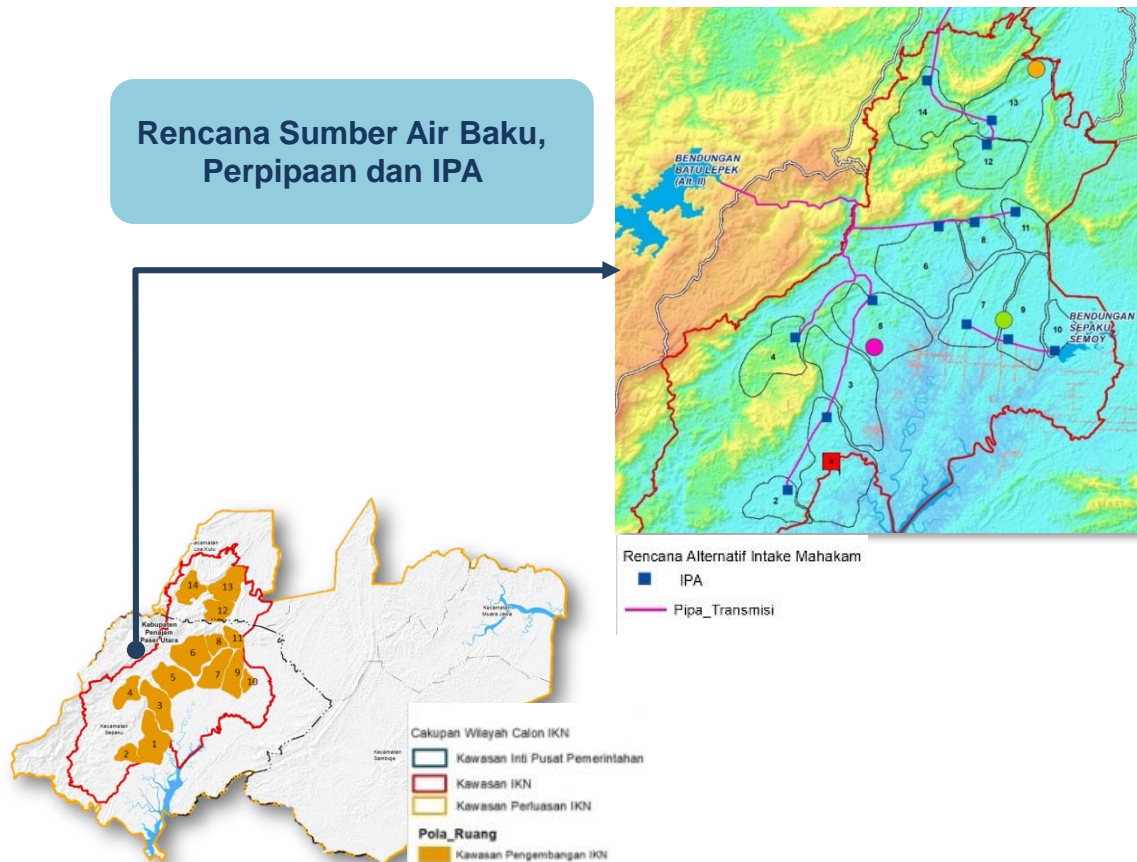 Rencana Sumber Air Baku,
Perpipaan dan IPA
14
13
12
BENDUNGAN
BATU LEPEK
(Alt. II)
11
8
6
7
9
10
BENDUNGAN
SEPAKU
SEMOY
5
4
3
2
Rencana Alternatif Intake Mahakam
IPA
Pipa_Transmisi
Kecamatan
14
13
12
Kabupaten
Penajam
Paser Utara
Kecamatan
Muara Jawa
11
8
6
7
9
10
5
4
3
Kecamatan
Sepaku
1
2
Kecamatan
Samboja
Cakupan Wilayah Calon IKN
Kawasan Inti Pusat Pemerintahan
Kawasan IKN
Kawasan Perluasan IKN
Pola_Ruang
Kawasan Pengembangan IKN